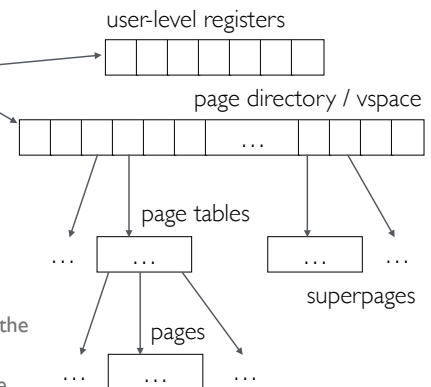 user-level registers
page directory / vspace
...
page tables
... ... ... ...
superpages
the
pages
... ... ...